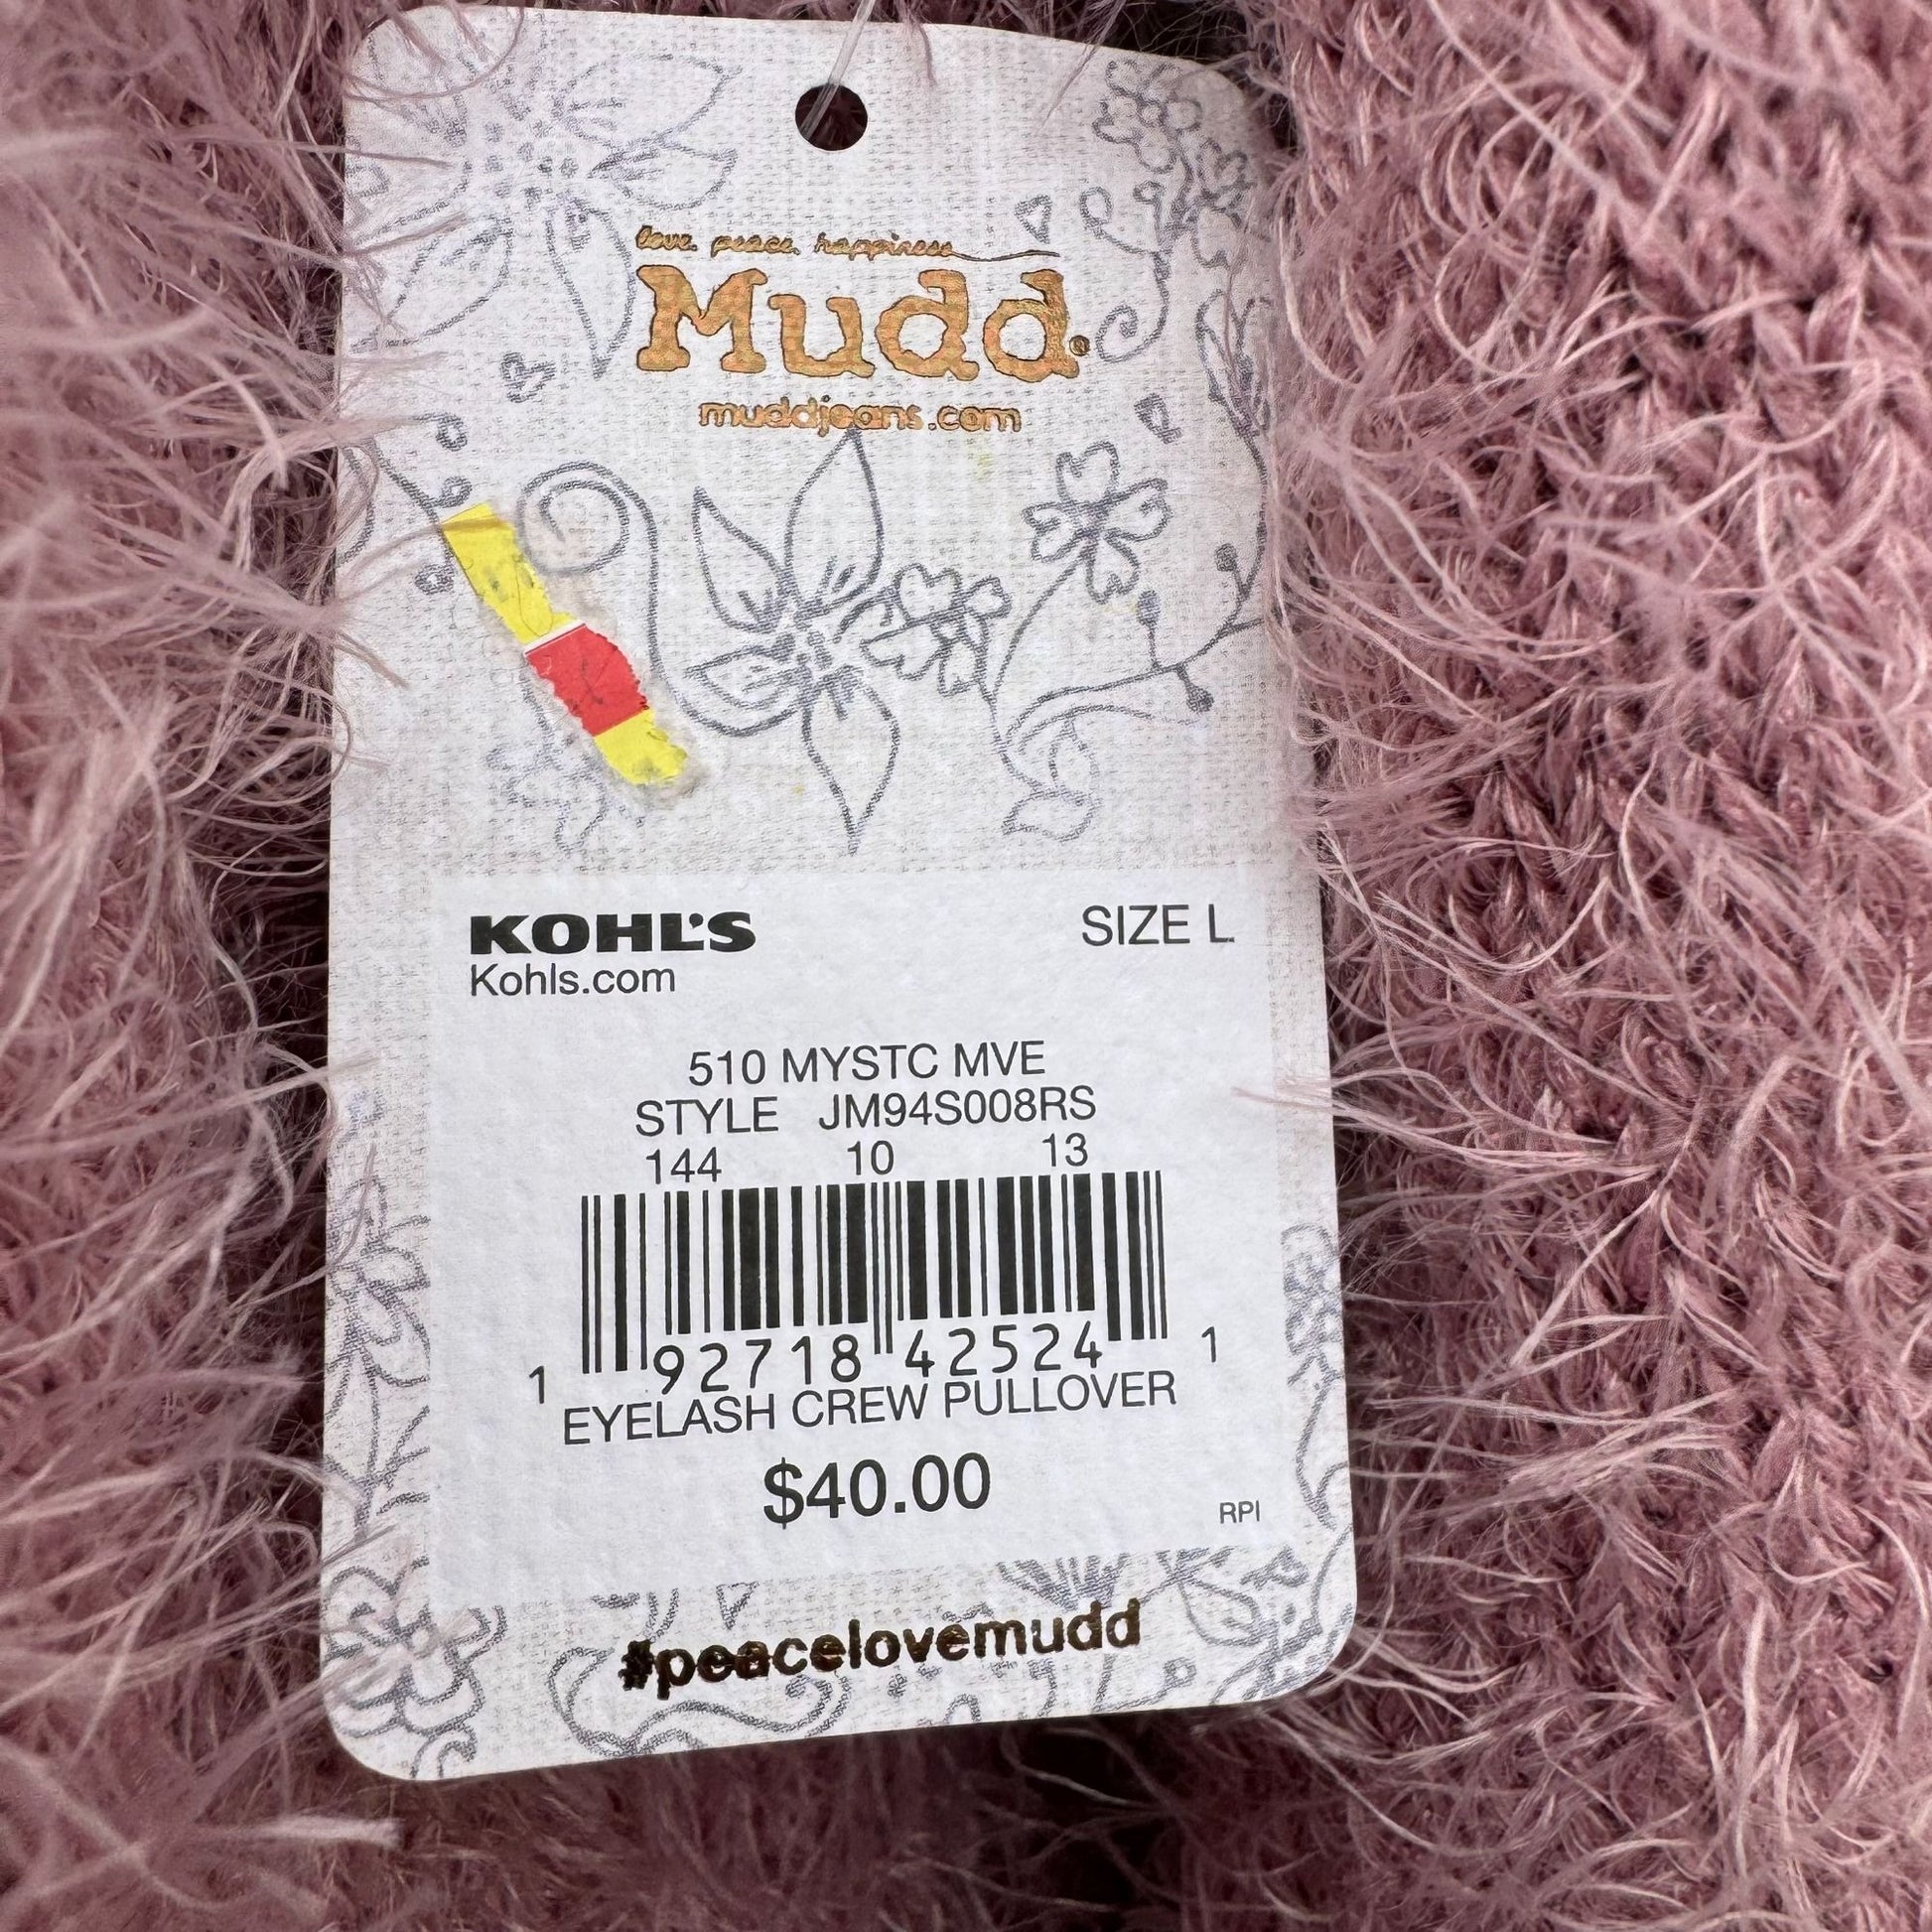 love. peace. happiness
Mudd®
muddjeans.com
KOHL'S
SIZE L
Kohls.com
510 MYSTC MVE
STYLE JM94S008RS
144 10 13
1 92718 42524 1
EYELASH CREW PULLOVER
$40.00
RPI
#peacelovemudd